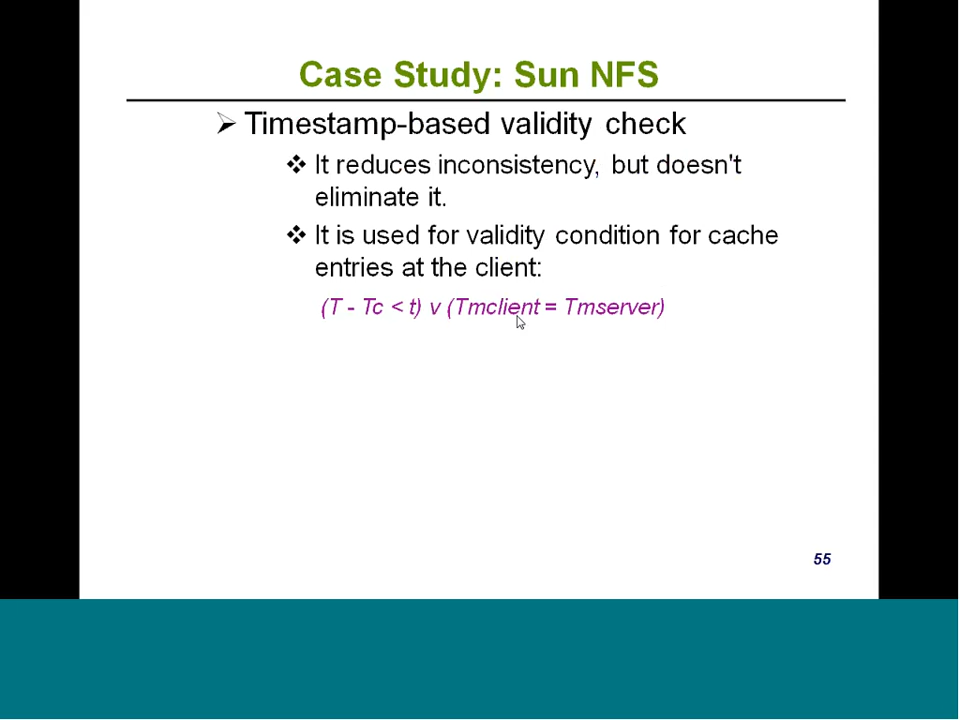 Case Study: Sun NFS
Timestamp-based validity check
It reduces inconsistency, but doesn't
eliminate it.
It is used for validity condition for cache
entries at the client:
(T - Tc < t) v (Tmclient = Tmserver)
55